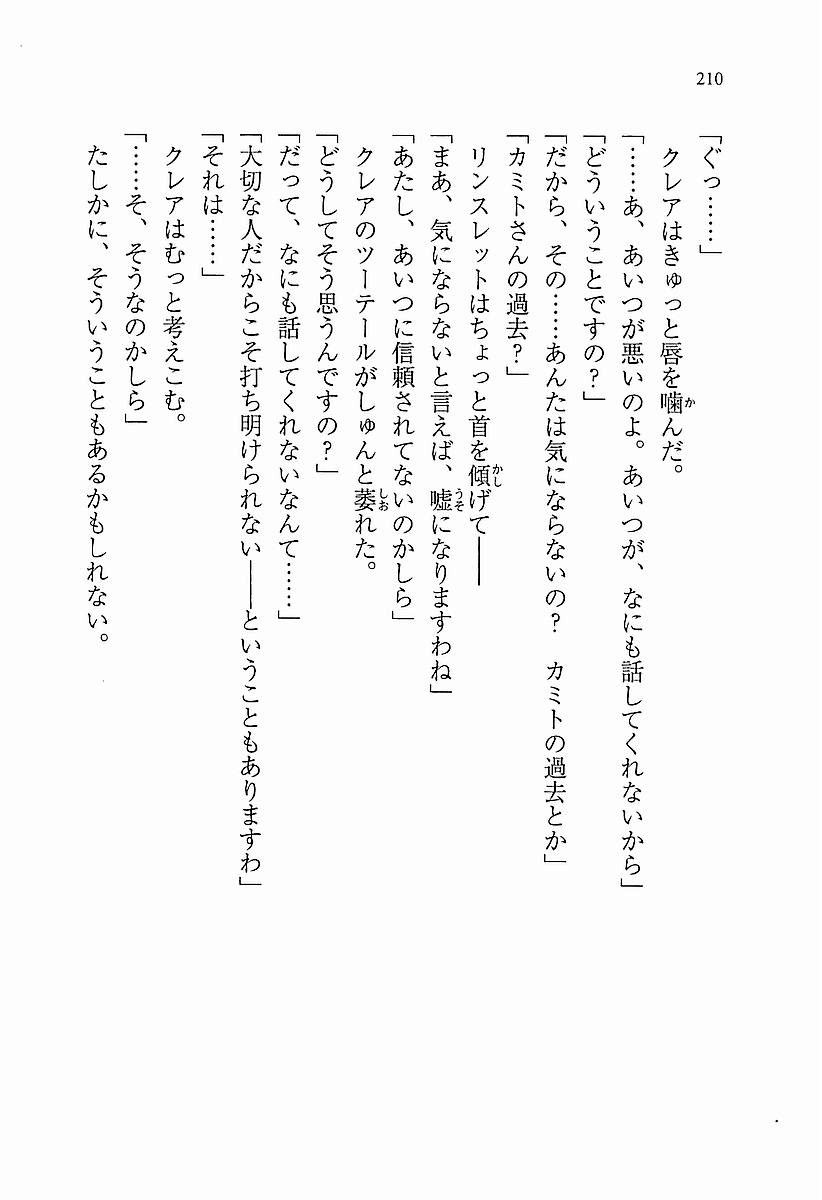 210
「ぐっ……」
クレアはきゅっと唇を噛んだ。
「……あ、あいつが悪いのよ。あいつが、なにも話してくれないから」
「どういうことですの？」
「だから、その……あんたは気にならないの？　カミトの過去とか」
「カミトさんの過去？」
リンスレットはちょっと首を傾げて――
「まあ、気にならないと言えば、嘘になりますわね」
「あたし、あいつに信頼されてないのかしら」
クレアのツーテールがしゅんと萎れた。
「どうしてそう思うんですの？」
「だって、なにも話してくれないなんて……」
「大切な人だからこそ打ち明けられない――ということもありますわ」
「それは……」
クレアはむっと考えこむ。
「……そ、そうなのかしら」
たしかに、そういうこともあるかもしれない。